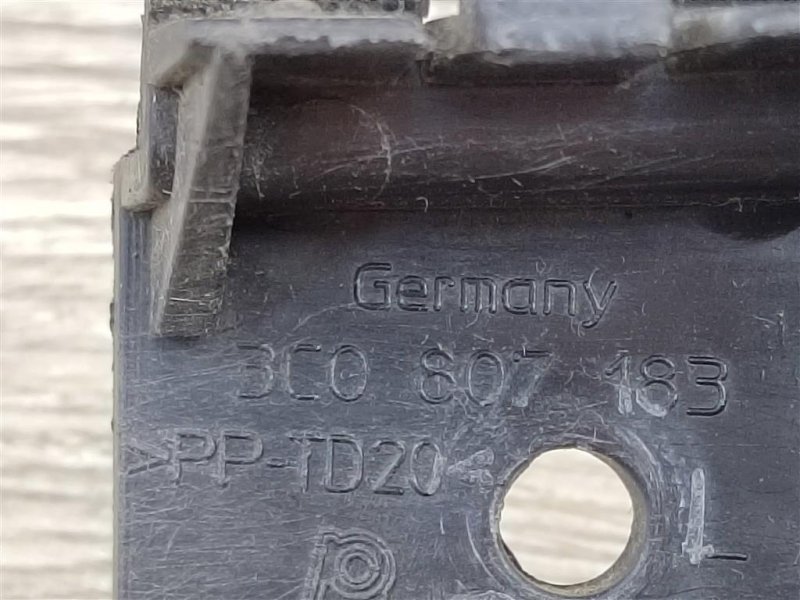 Germany
3C0 807 183
>PP-TD20<
L